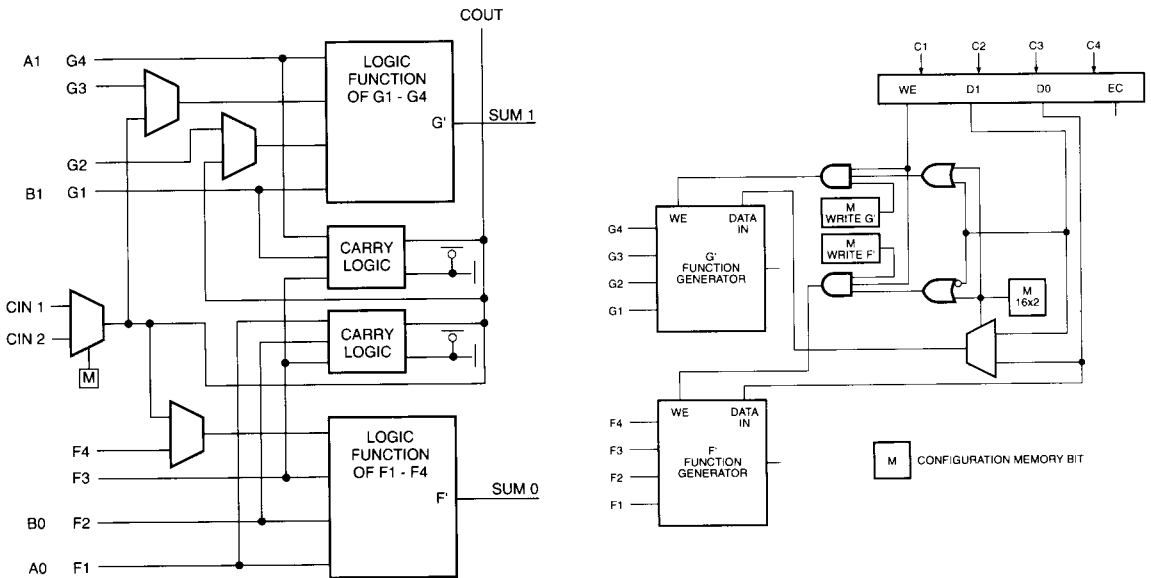 COUT
A1 G4
G3
G2
B1 G1
LOGIC
FUNCTION
OF G1 - G4
G'
SUM 1
CARRY
LOGIC
CIN 1
CIN 2
M
CARRY
LOGIC
F4
F3
B0 F2
A0 F1
LOGIC
FUNCTION
OF F1 - F4
F'
SUM 0
C1 C2 C3 C4
WE D1 D0 EC
M
WRITE G'
M
WRITE F'
WE DATA
IN
G4
G3
G2
G1
G'
FUNCTION
GENERATOR
M
16x2
WE DATA
IN
F4
F3
F2
F1
F'
FUNCTION
GENERATOR
M CONFIGURATION MEMORY BIT